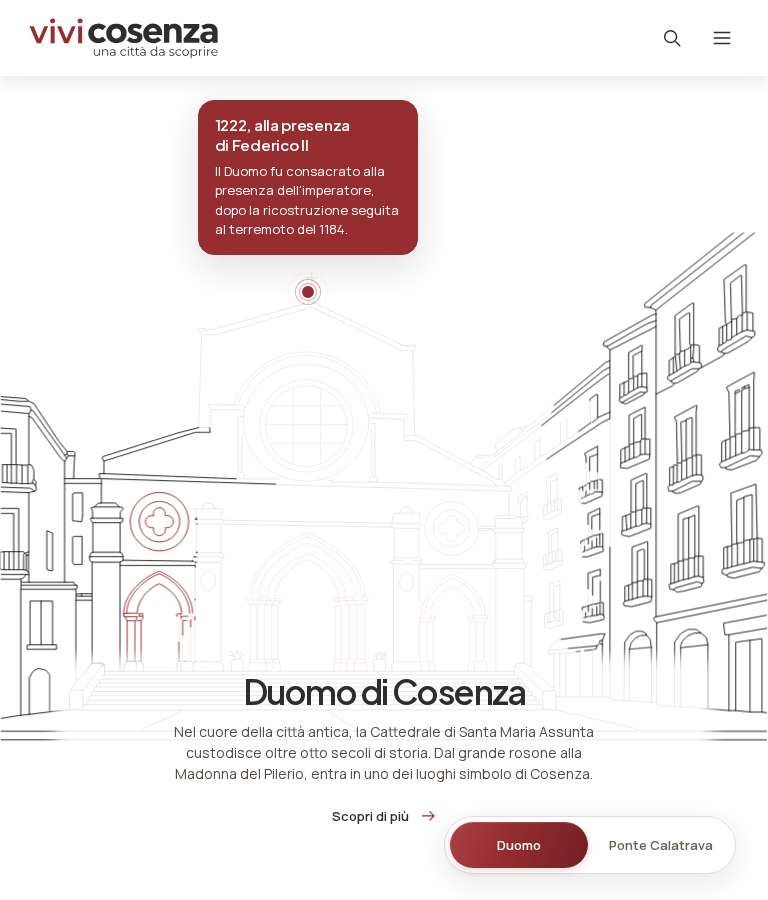 vivicosenza
una città da scoprire
1222, alla presenza
di Federico II
Il Duomo fu consacrato alla
presenza dell'imperatore,
dopo la ricostruzione seguita
al terremoto del 1184.
Duomo di Cosenza
Nel cuore della città antica, la Cattedrale di Santa Maria Assunta
custodisce oltre otto secoli di storia. Dal grande rosone alla
Madonna del Pilerio, entra in uno dei luoghi simbolo di Cosenza.
Scopri di più
Duomo
Ponte Calatrava